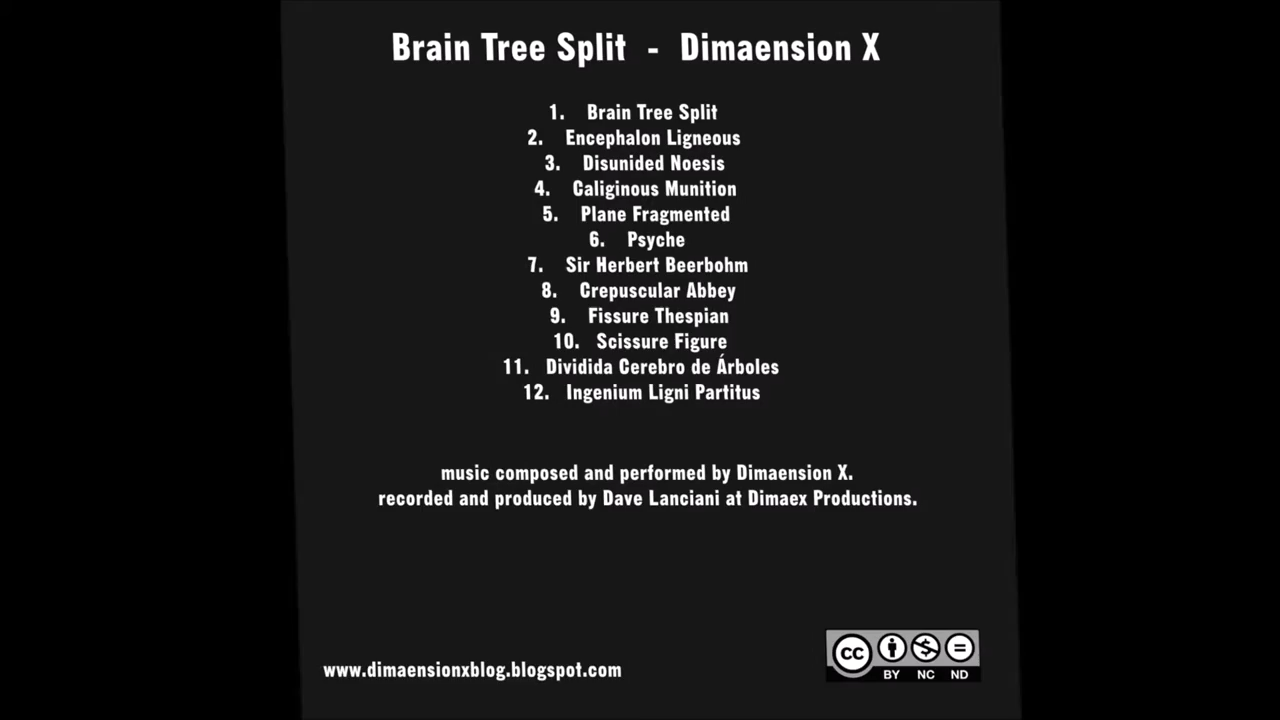 Brain Tree Split - Dimaension X
1. Brain Tree Split
2. Encephalon Ligneous
3. Disunided Noesis
4. Caliginous Munition
5. Plane Fragmented
6. Psyche
7. Sir Herbert Beerbohm
8. Crepuscular Abbey
9. Fissure Thespian
10. Scissure Figure
11. Dividida Cerebro de Árboles
12. Ingenium Ligni Partitus
music composed and performed by Dimaension X.
recorded and produced by Dave Lanciani at Dimaex Productions.
www.dimaensionxblog.blogspot.com
CC
BY NC ND